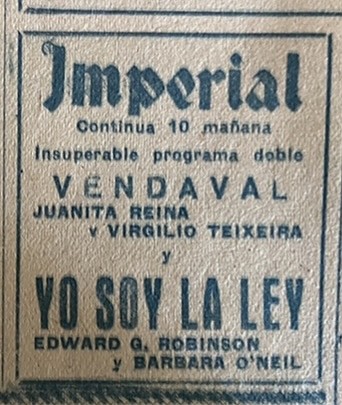 Imperial
Continua 10 mañana
Insuperable programa doble
VENDAVAL
JUANITA REINA
y VIRGILIO TEIXEIRA
y
YO SOY LA LEY
EDWARD G. ROBINSON
y BARBARA O'NEIL